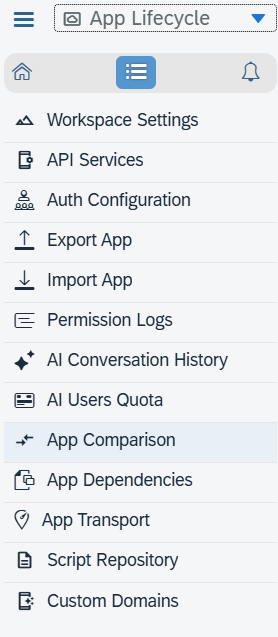 App Lifecycle
Workspace Settings
API Services
Auth Configuration
Export App
Import App
Permission Logs
AI Conversation History
AI Users Quota
App Comparison
App Dependencies
App Transport
Script Repository
Custom Domains